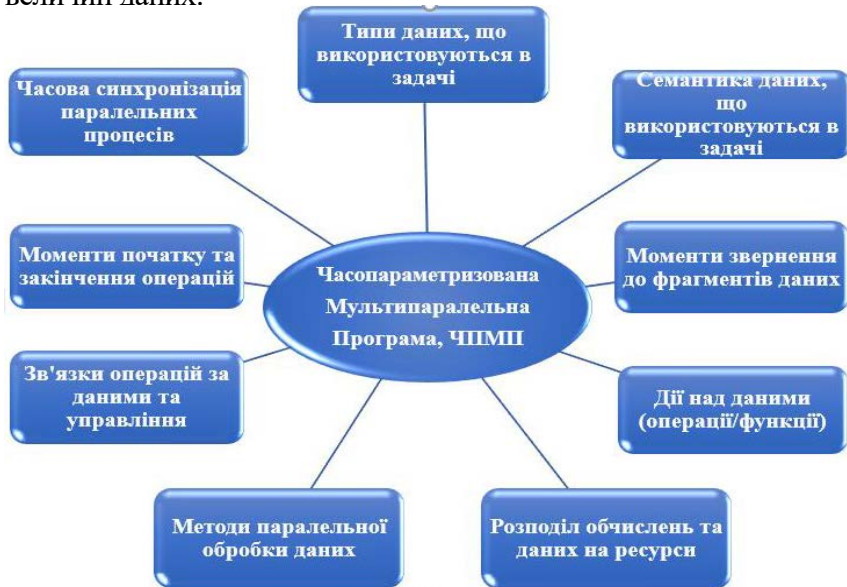 величин даних.
Типи даних, що
використовуються в
задачі
Часова синхронізація
паралельних
процесів
Семантика даних,
що
використовуються в
задачі
Моменти початку та
закінчення операцій
Часопараметризована
Мультипаралельна
Програма, ЧПМП
Моменти звернення
до фрагментів даних
Зв'язки операцій за
даними та
управління
Дії над даними
(операції/функції)
Методи паралельної
обробки даних
Розподіл обчислень та
даних на ресурси